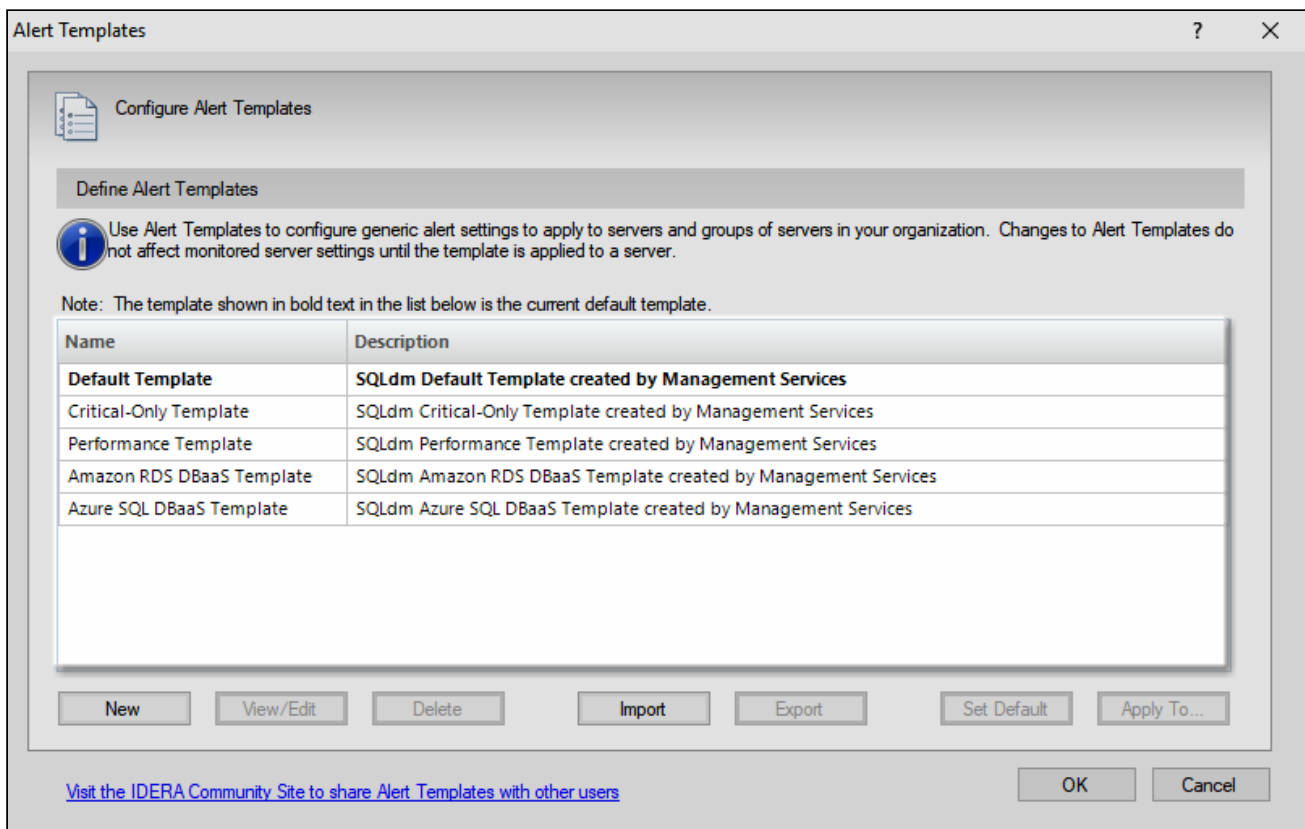 Alert Templates
?
Configure Alert Templates
Define Alert Templates
Use Alert Templates to configure generic alert settings to apply to servers and groups of servers in your organization.  Changes to Alert Templates do
not affect monitored server settings until the template is applied to a server.
Note:  The template shown in bold text in the list below is the current default template.
Name Description
Default Template SQLdm Default Template created by Management Services
Critical-Only Template SQLdm Critical-Only Template created by Management Services
Performance Template SQLdm Performance Template created by Management Services
Amazon RDS DBaaS Template SQLdm Amazon RDS DBaaS Template created by Management Services
Azure SQL DBaaS Template SQLdm Azure SQL DBaaS Template created by Management Services
New View/Edit Delete Import Export Set Default Apply To...
Visit the IDERA Community Site to share Alert Templates with other users
OK Cancel